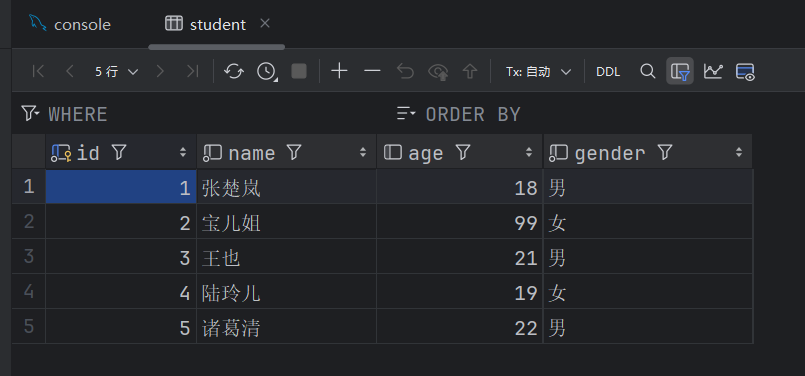 console student
5 行 Tx: 自动 DDL
WHERE ORDER BY
id name age gender
1 1 张楚岚 18 男
2 2 宝儿姐 99 女
3 3 王也 21 男
4 4 陆玲儿 19 女
5 5 诸葛清 22 男